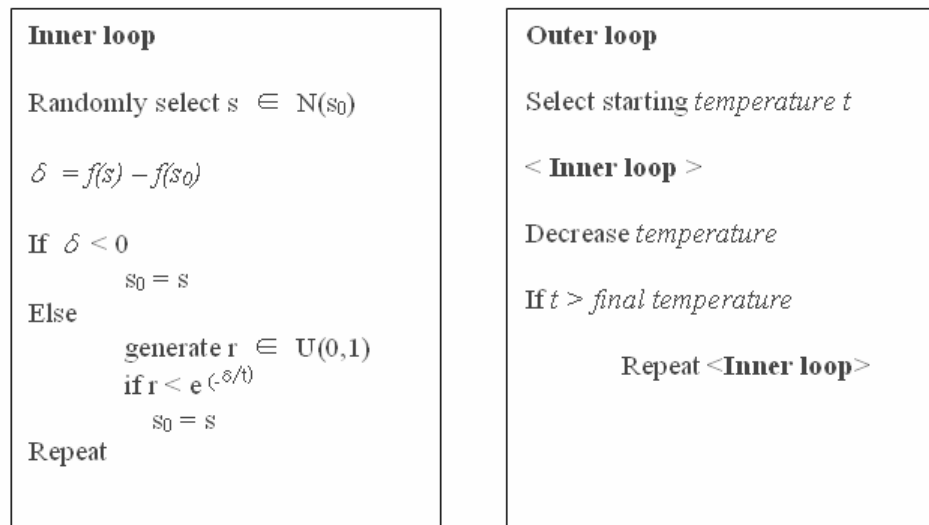 Inner loop
Randomly select s ∈ N(s₀)
δ = f(s) – f(s₀)
If δ < 0
s₀ = s
Else
generate r ∈ U(0,1)
if r < e^(-δ/t)
s₀ = s
Repeat
Outer loop
Select starting temperature t
< Inner loop >
Decrease temperature
If t > final temperature
Repeat <Inner loop>